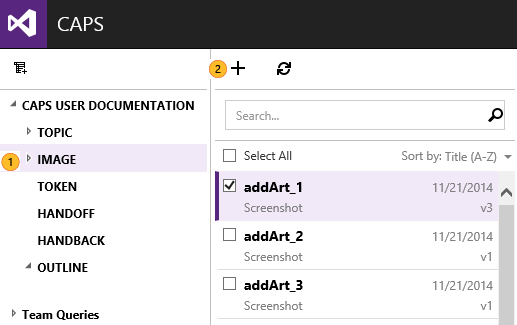 CAPS
2
CAPS USER DOCUMENTATION
TOPIC
1
IMAGE
TOKEN
HANDOFF
HANDBACK
OUTLINE
Team Queries
Search...
Select All Sort by: Title (A-Z)
addArt_1 11/21/2014
Screenshot v3
addArt_2 11/21/2014
Screenshot v1
addArt_3 11/21/2014
Screenshot v1